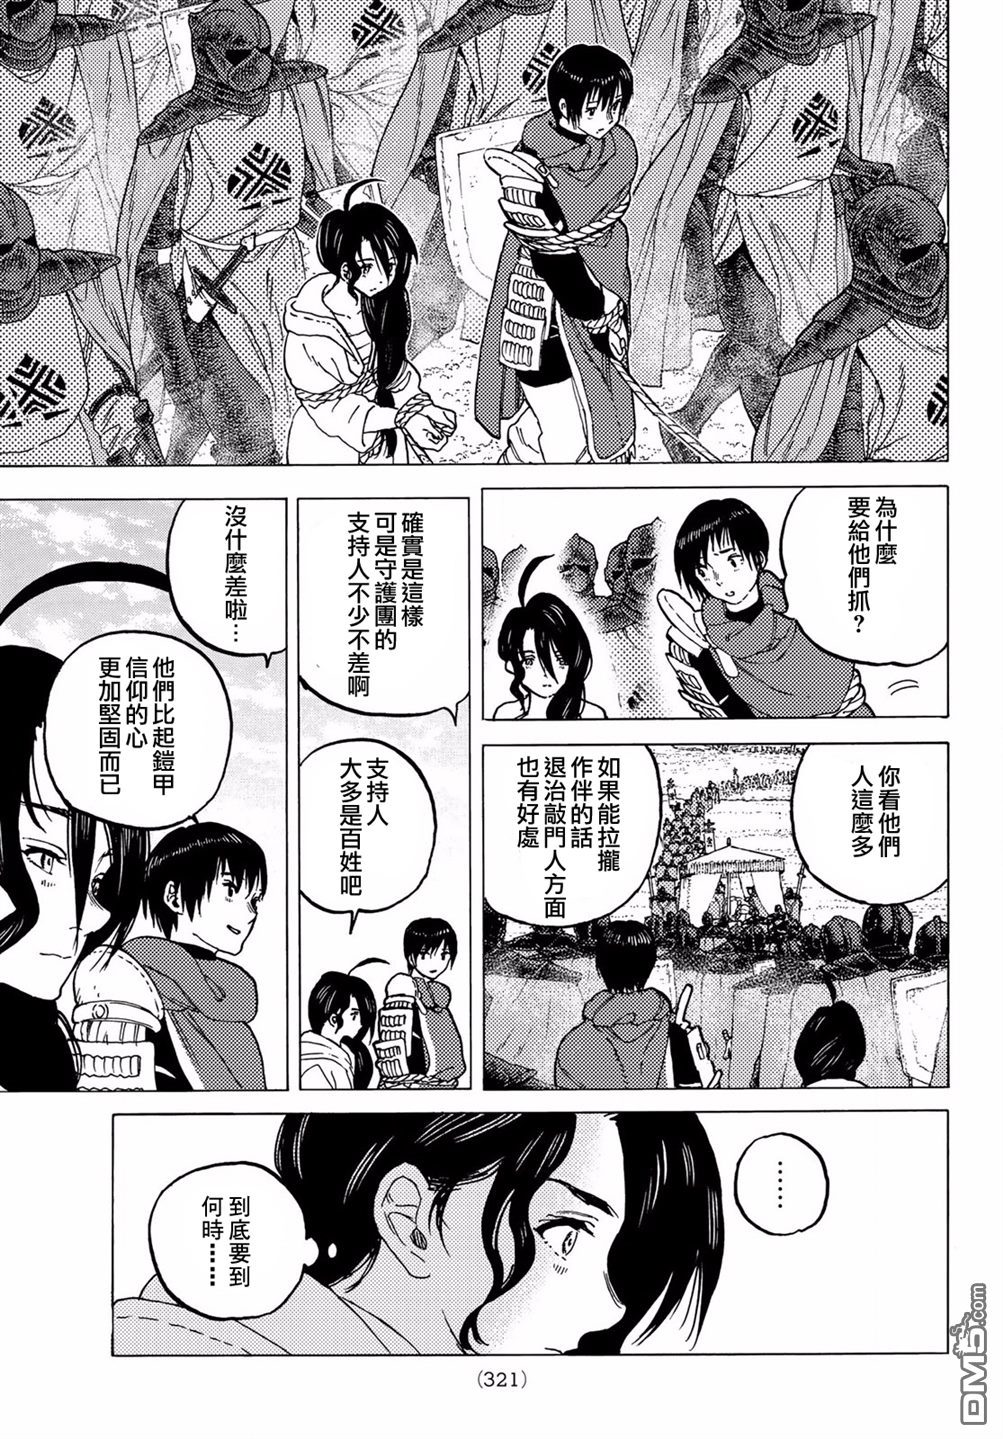 為什麼
要給他們抓?
你看他們
人這麼多
如果能拉攏
作伴的話
退治敲門人方面
也有好處
確實是這樣
可是守護團的
支持人不少不差啊
支持人
大多是百姓吧
沒什麼差啦…
他們比起鎧甲
信仰的心
更加堅固而已
……
到底要到
何時……
(321)
DM5.com